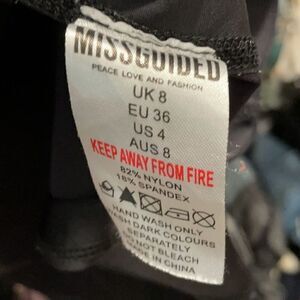 MISSGUIDED
PEACE LOVE AND FASHION
UK 8
EU 36
US 4
AUS 8
KEEP AWAY FROM FIRE
82% NYLON
18% SPANDEX
HAND WASH ONLY
WASH DARK COLOURS
SEPARATELY
DO NOT BLEACH
MADE IN CHINA